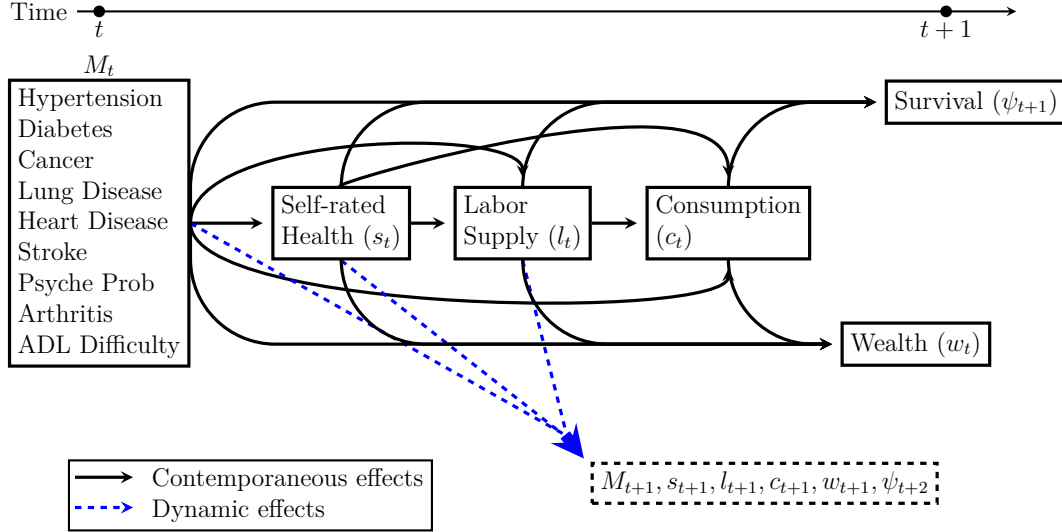 Time
t
t + 1
M_t
Hypertension
Diabetes
Cancer
Lung Disease
Heart Disease
Stroke
Psyche Prob
Arthritis
ADL Difficulty
Self-rated
Health (s_t)
Labor
Supply (l_t)
Consumption
(c_t)
Survival (ψ_{t+1})
Wealth (w_t)
M_{t+1}, s_{t+1}, l_{t+1}, c_{t+1}, w_{t+1}, ψ_{t+2}
Contemporaneous effects
Dynamic effects